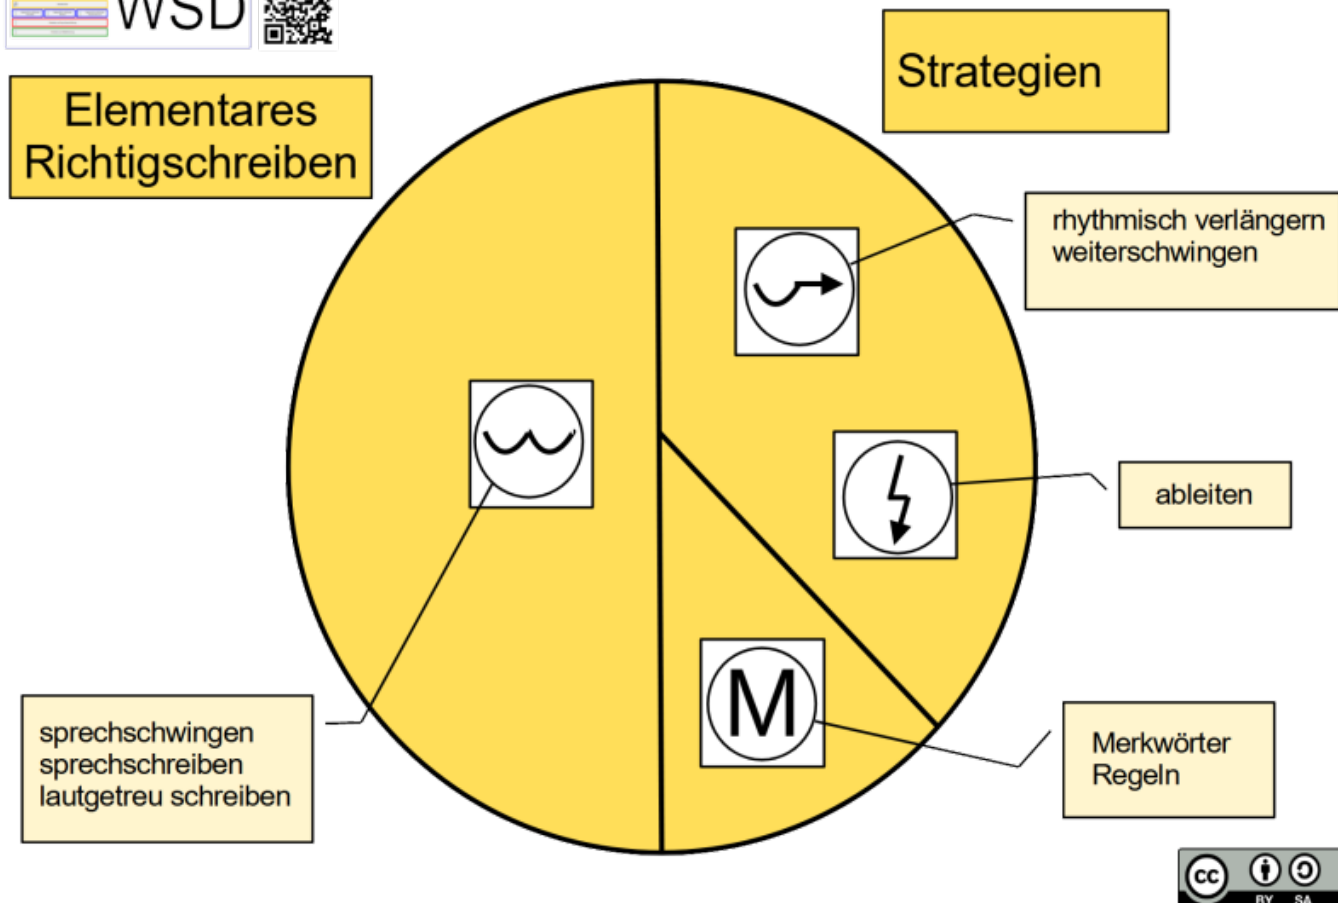 WSD
Elementares
Richtigschreiben
Strategien
rhythmisch verlängern
weiterschwingen
ableiten
M
Merkwörter
Regeln
sprechschwingen
sprechschreiben
lautgetreu schreiben
cc
BY SA